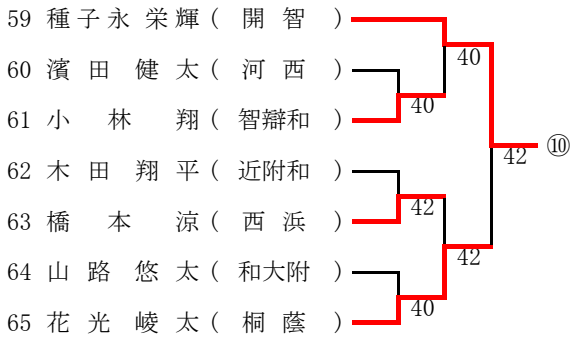 59 種子永 栄輝 ( 開 智 )
40
60 濱 田 健 太 ( 河 西 )
40
61 小 林 翔 ( 智辯和 )
42 ⑩
62 木 田 翔 平 ( 近附和 )
42
63 橋 本 涼 ( 西 浜 )
42
64 山 路 悠 太 ( 和大附 )
40
65 花 光 崚 太 ( 桐 蔭 )